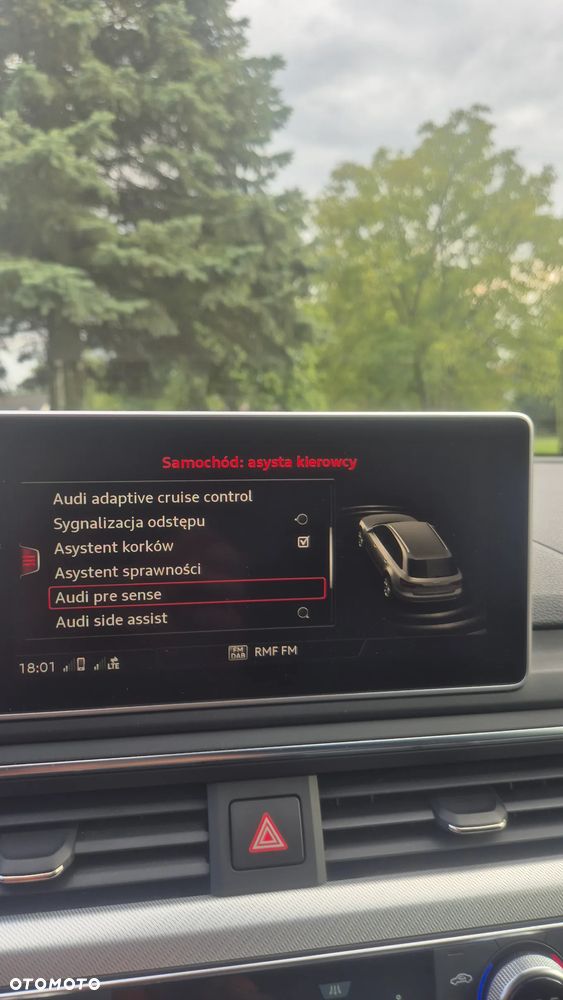 Samochód: asysta kierowcy
Audi adaptive cruise control
Sygnalizacja odstępu
Asystent korków
Asystent sprawności
Audi pre sense
Audi side assist
FM
DAB
RMF FM
18:01
LTE
OTOMOTO